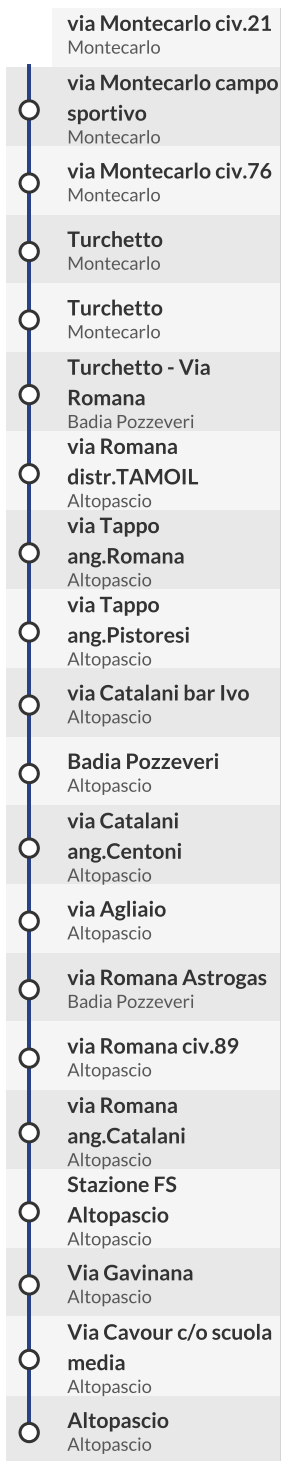 via Montecarlo civ.21
Montecarlo
via Montecarlo campo
sportivo
Montecarlo
via Montecarlo civ.76
Montecarlo
Turchetto
Montecarlo
Turchetto
Montecarlo
Turchetto - Via
Romana
Badia Pozzeveri
via Romana
distr.TAMOIL
Altopascio
via Tappo
ang.Romana
Altopascio
via Tappo
ang.Pistoresi
Altopascio
via Catalani bar Ivo
Altopascio
Badia Pozzeveri
Altopascio
via Catalani
ang.Centoni
Altopascio
via Agliaio
Altopascio
via Romana Astrogas
Badia Pozzeveri
via Romana civ.89
Altopascio
via Romana
ang.Catalani
Altopascio
Stazione FS
Altopascio
Altopascio
Via Gavinana
Altopascio
Via Cavour c/o scuola
media
Altopascio
Altopascio
Altopascio